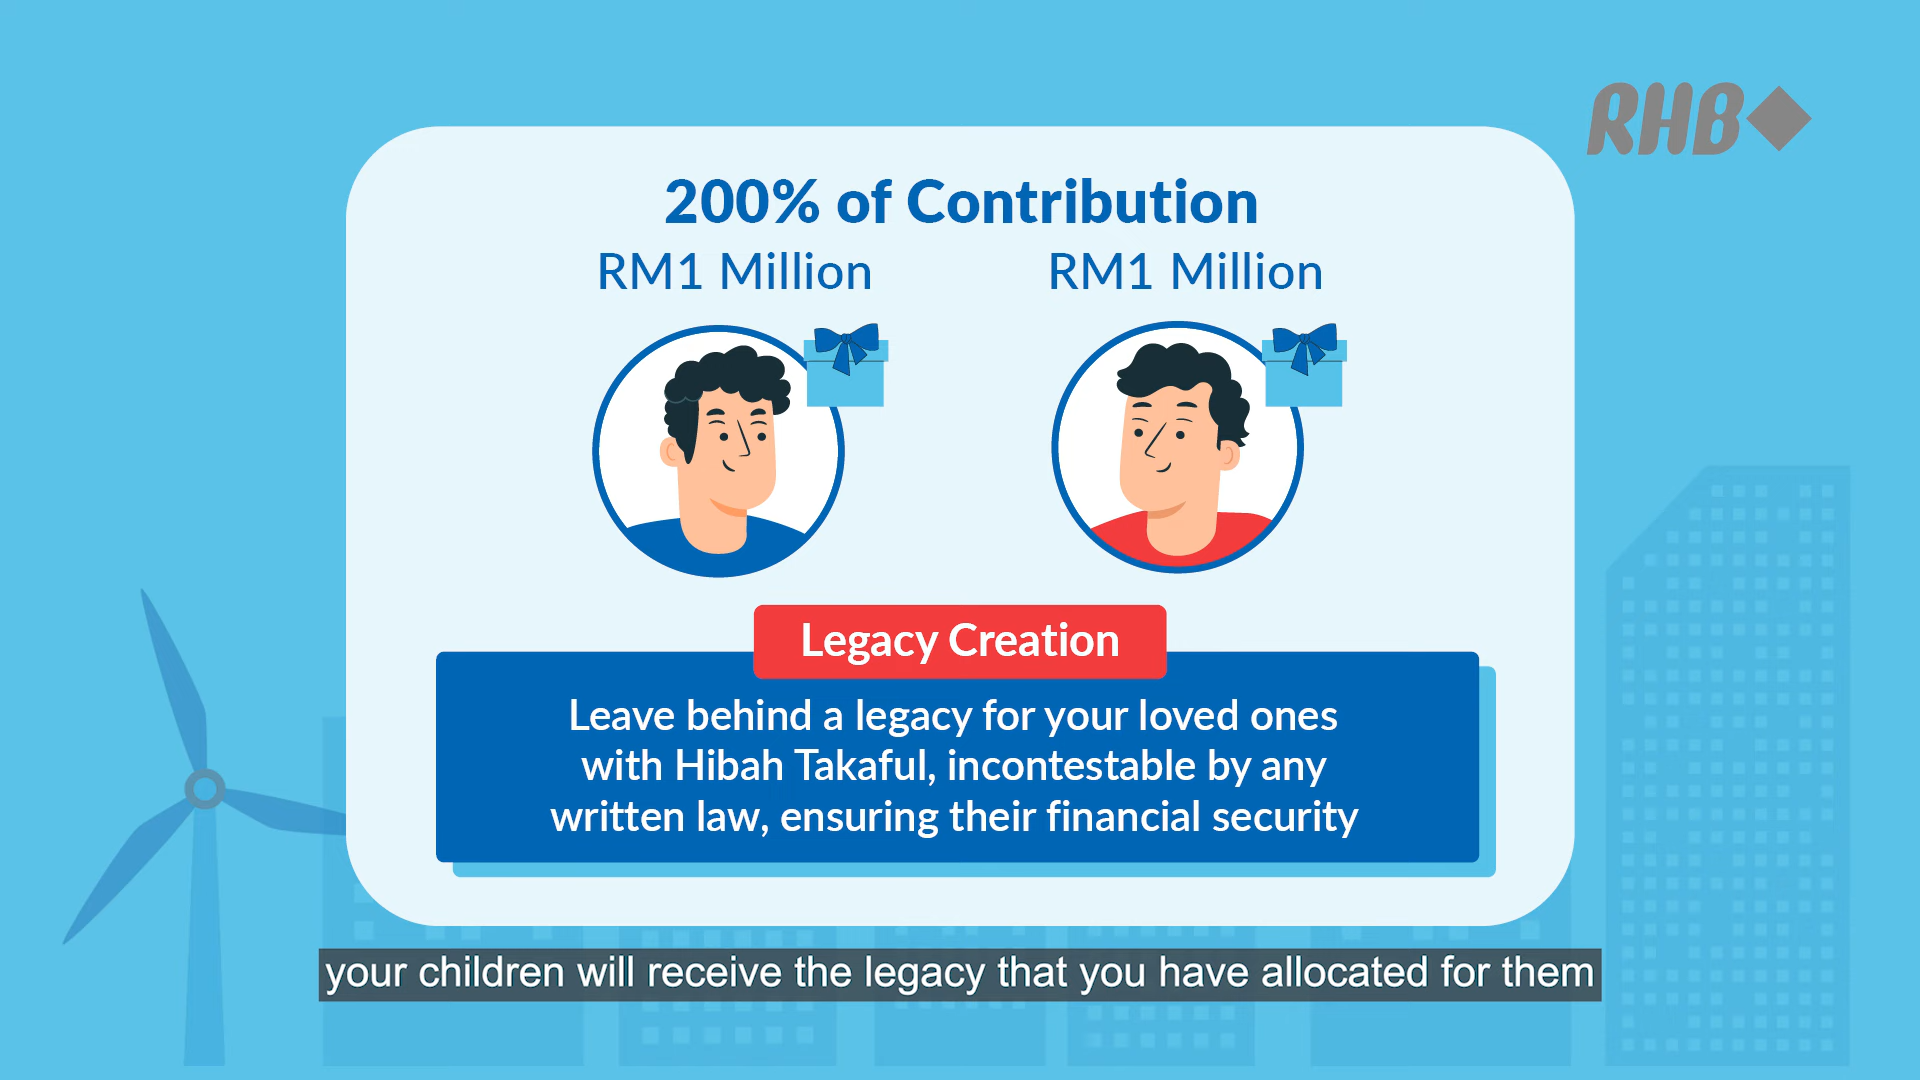 RHB
200% of Contribution
RM1 Million
RM1 Million
Legacy Creation
Leave behind a legacy for your loved ones
with Hibah Takaful, incontestable by any
written law, ensuring their financial security
your children will receive the legacy that you have allocated for them